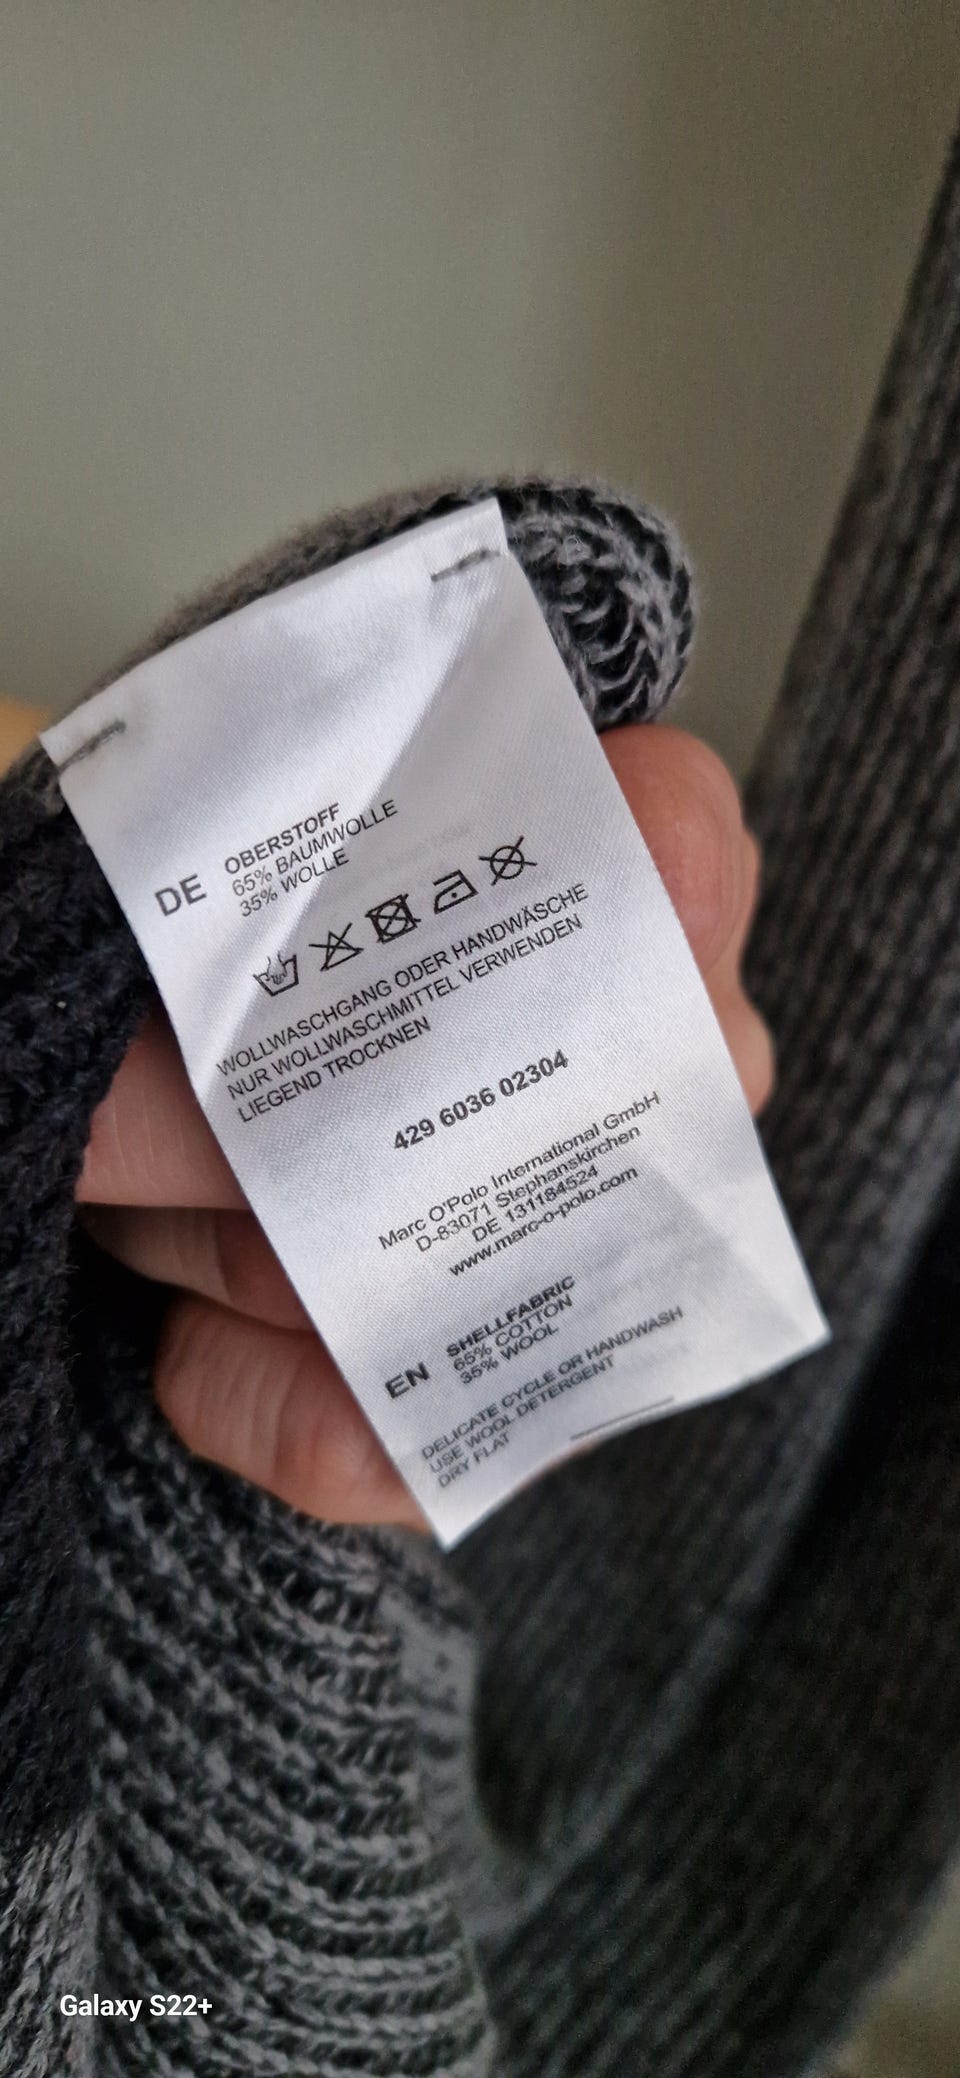 DE
OBERSTOFF
65% BAUMWOLLE
35% WOLLE
WOLLWASCHGANG ODER HANDWÄSCHE
NUR WOLLWASCHMITTEL VERWENDEN
LIEGEND TROCKNEN
429 6036 02304
Marc O'Polo International GmbH
D-83071 Stephanskirchen
DE 131184524
www.marc-o-polo.com
EN
SHELLFABRIC
65% COTTON
35% WOOL
DELICATE CYCLE OR HANDWASH
USE WOOL DETERGENT
DRY FLAT
Galaxy S22+